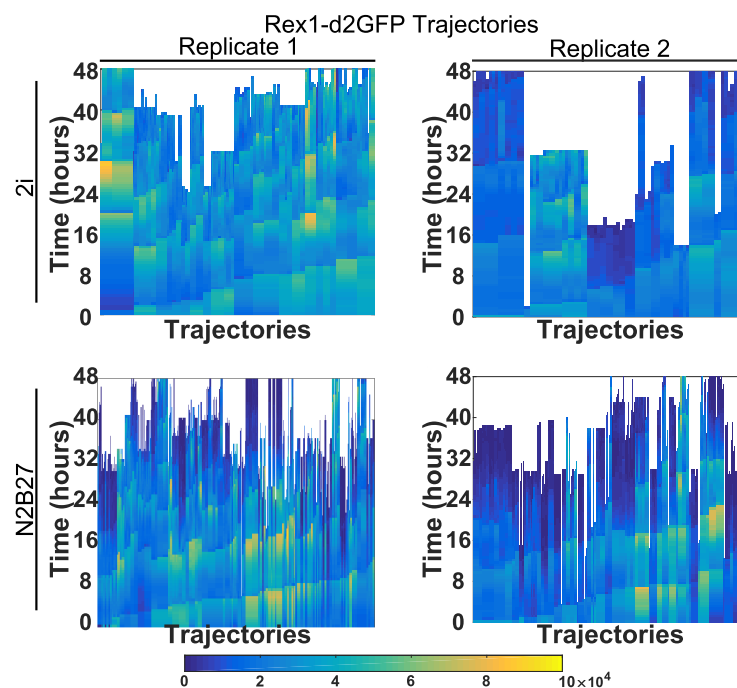 Rex1-d2GFP Trajectories
Replicate 1
Replicate 2
2i
Time (hours)
48
40
32
24
16
8
0
Trajectories
Time (hours)
48
40
32
24
16
8
0
Trajectories
N2B27
Time (hours)
48
40
32
24
16
8
0
Trajectories
Time (hours)
48
40
32
24
16
8
0
Trajectories
0 2 4 6 8 10×10⁴